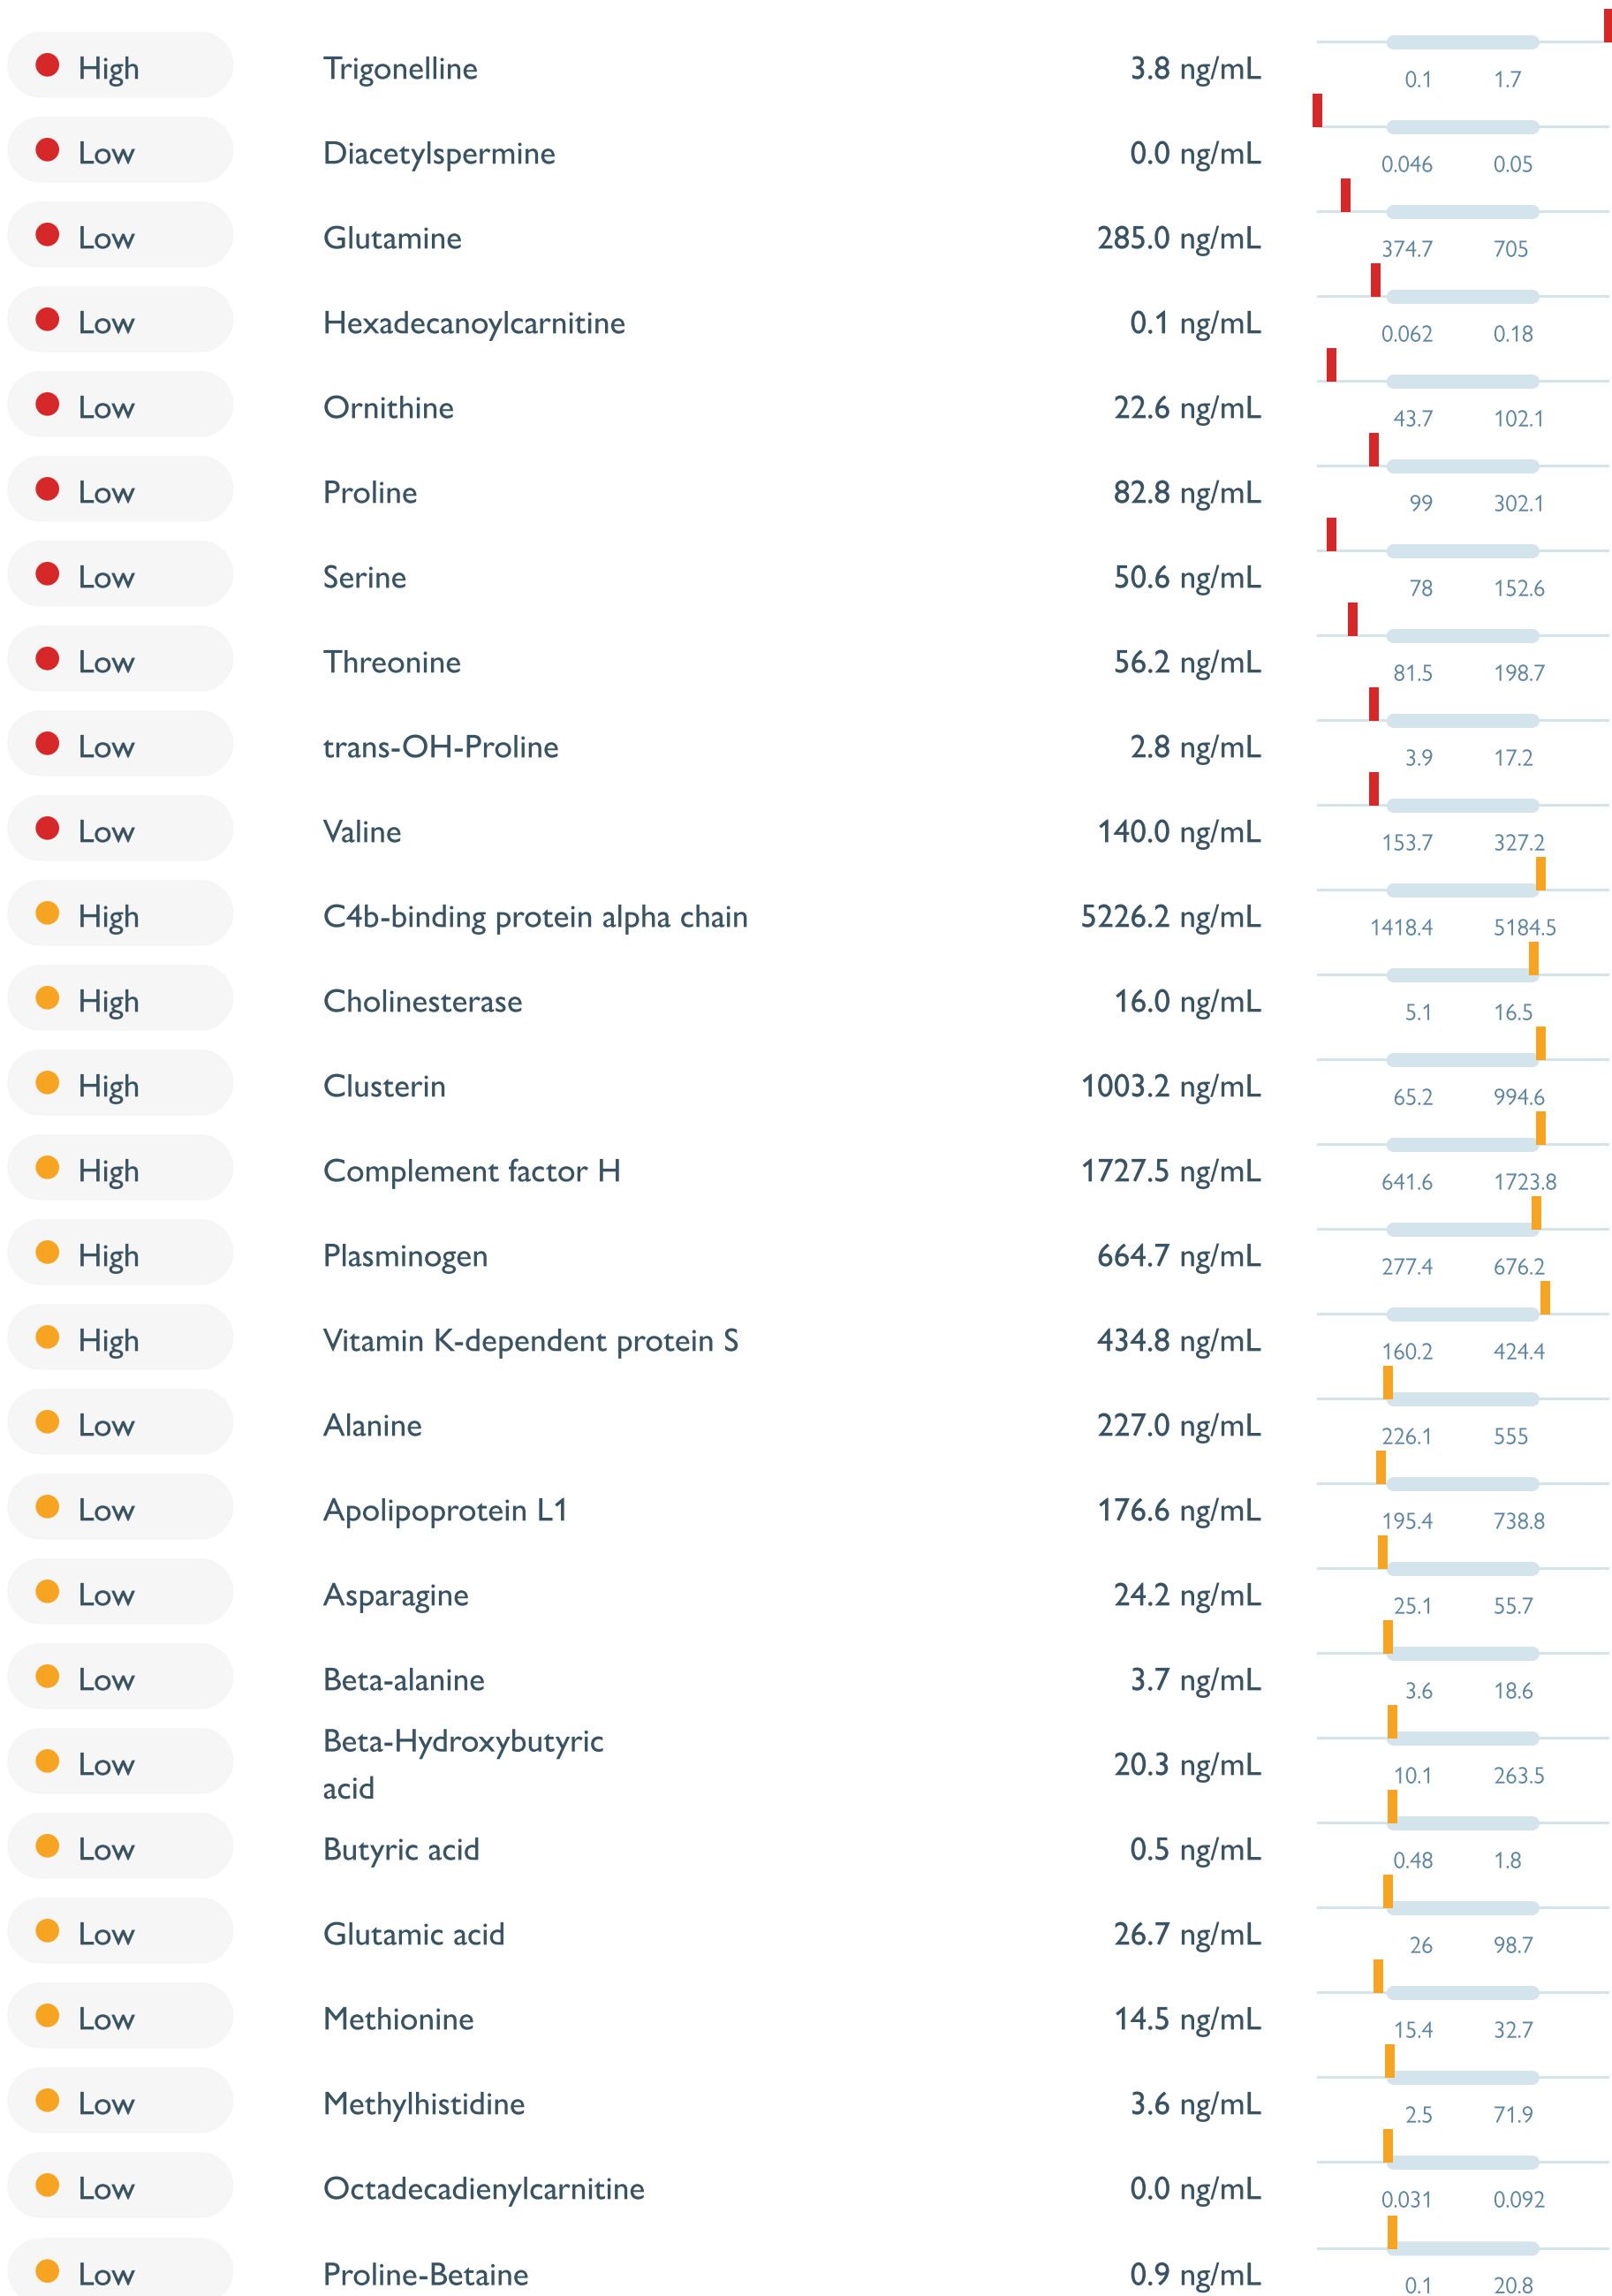 High Trigonelline 3.8 ng/mL 0.1 1.7
Low Diacetylspermine 0.0 ng/mL 0.046 0.05
Low Glutamine 285.0 ng/mL 374.7 705
Low Hexadecanoylcarnitine 0.1 ng/mL 0.062 0.18
Low Ornithine 22.6 ng/mL 43.7 102.1
Low Proline 82.8 ng/mL 99 302.1
Low Serine 50.6 ng/mL 78 152.6
Low Threonine 56.2 ng/mL 81.5 198.7
Low trans-OH-Proline 2.8 ng/mL 3.9 17.2
Low Valine 140.0 ng/mL 153.7 327.2
High C4b-binding protein alpha chain 5226.2 ng/mL 1418.4 5184.5
High Cholinesterase 16.0 ng/mL 5.1 16.5
High Clusterin 1003.2 ng/mL 65.2 994.6
High Complement factor H 1727.5 ng/mL 641.6 1723.8
High Plasminogen 664.7 ng/mL 277.4 676.2
High Vitamin K-dependent protein S 434.8 ng/mL 160.2 424.4
Low Alanine 227.0 ng/mL 226.1 555
Low Apolipoprotein L1 176.6 ng/mL 195.4 738.8
Low Asparagine 24.2 ng/mL 25.1 55.7
Low Beta-alanine 3.7 ng/mL 3.6 18.6
Beta-Hydroxybutyric
Low acid 20.3 ng/mL 10.1 263.5
Low Butyric acid 0.5 ng/mL 0.48 1.8
Low Glutamic acid 26.7 ng/mL 26 98.7
Low Methionine 14.5 ng/mL 15.4 32.7
Low Methylhistidine 3.6 ng/mL 2.5 71.9
Low Octadecadienylcarnitine 0.0 ng/mL 0.031 0.092
Low Proline-Betaine 0.9 ng/mL 0.1 20.8